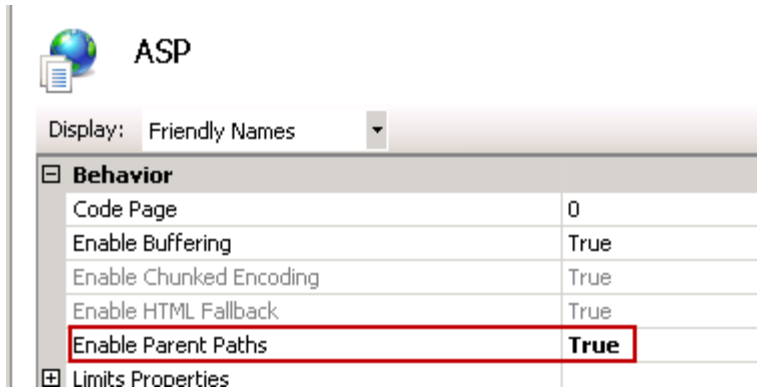 ASP
Display: Friendly Names
Behavior
Code Page 0
Enable Buffering True
Enable Chunked Encoding True
Enable HTML Fallback True
Enable Parent Paths True
Limits Properties